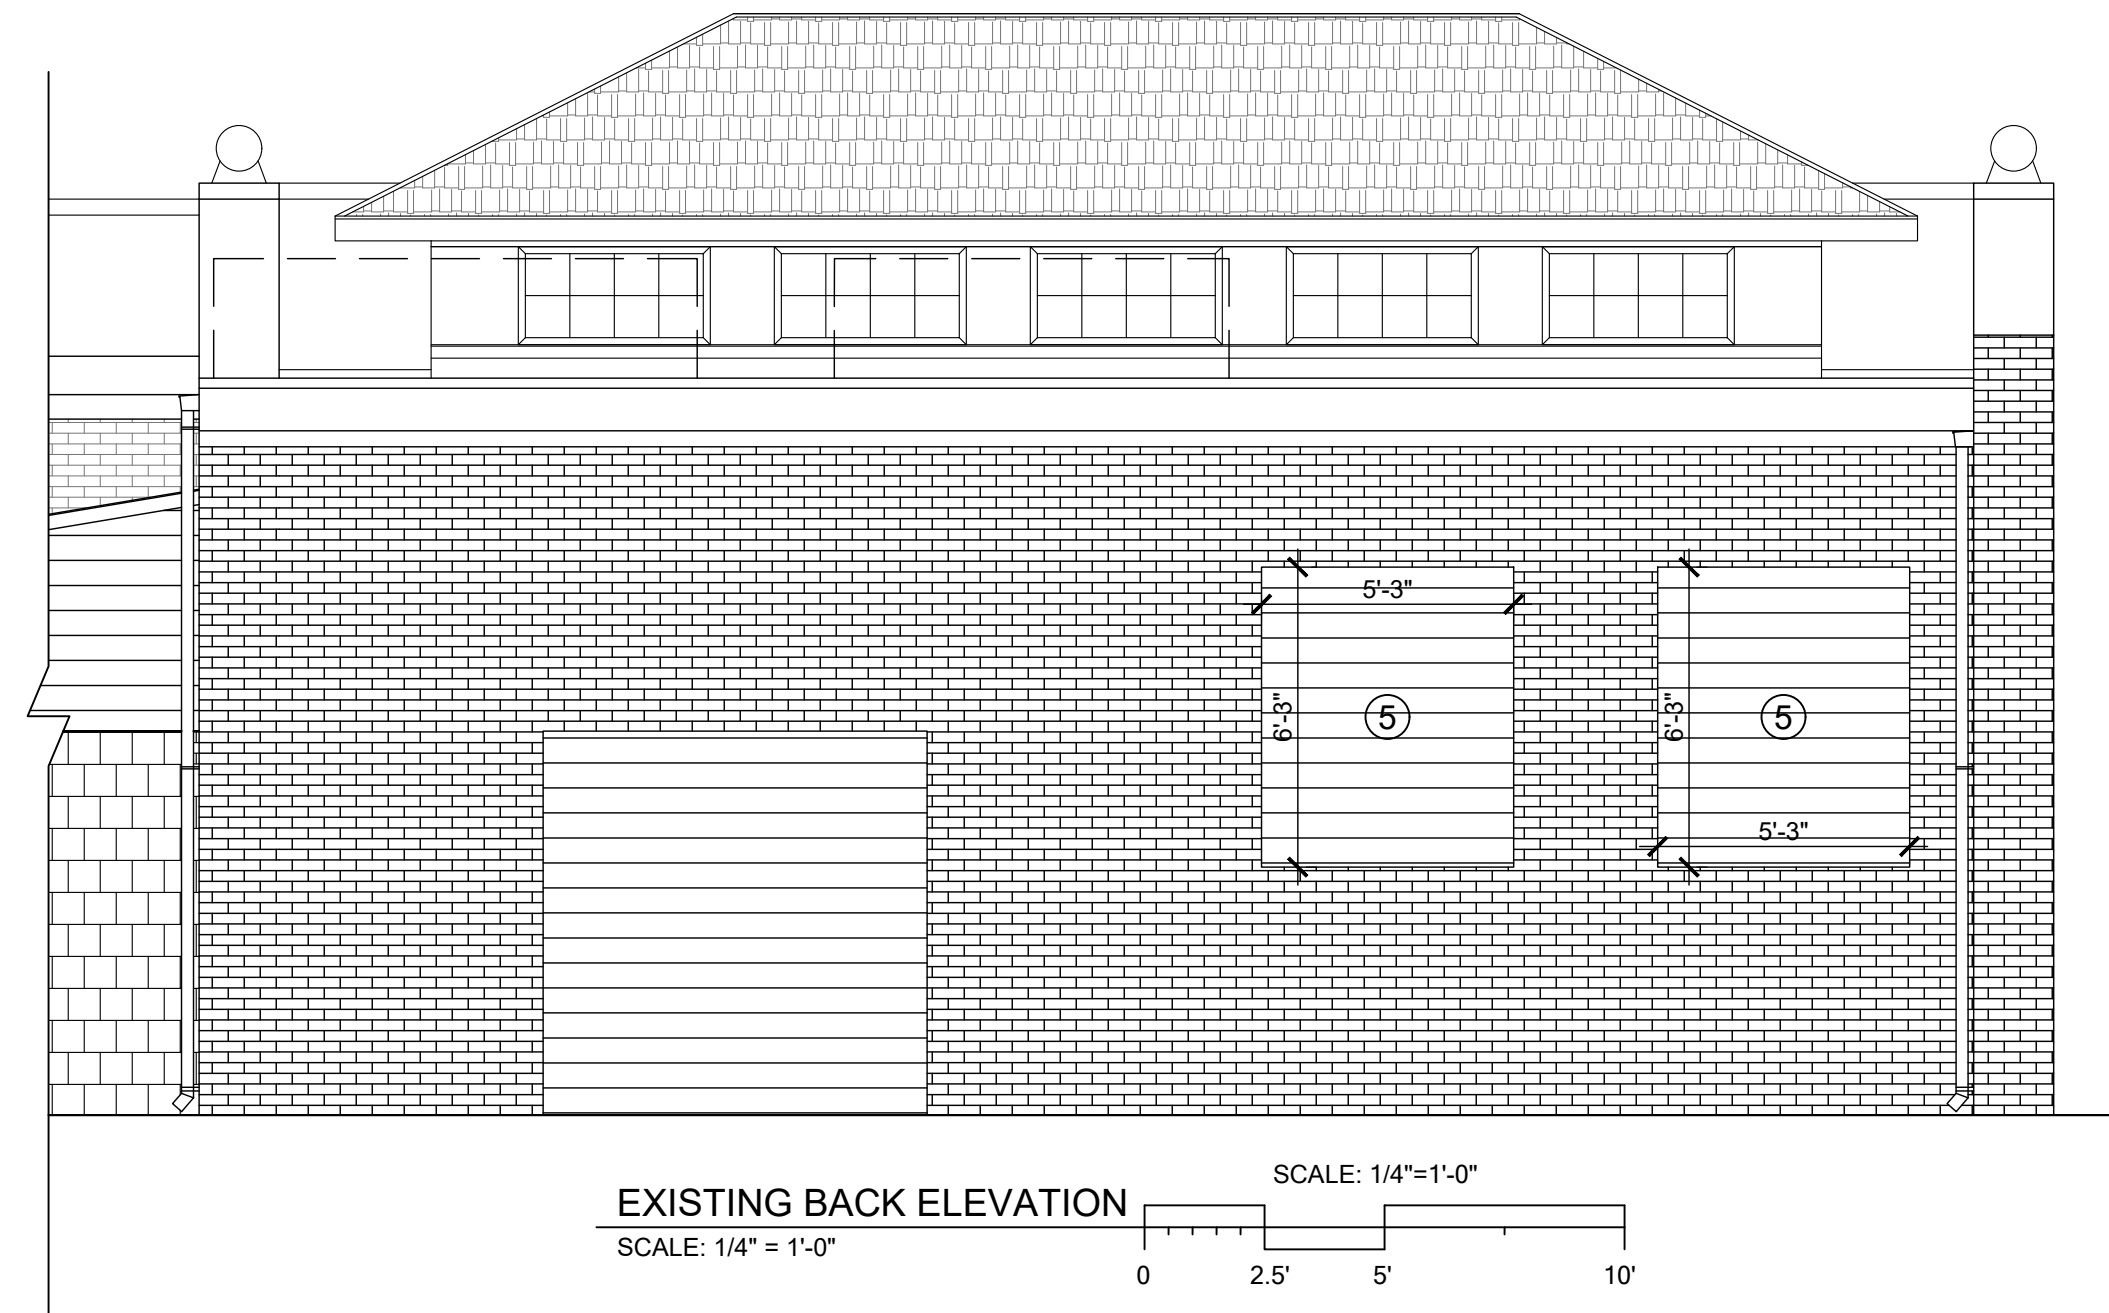 5'-3"
6'-3"
5
6'-3"
5
5'-3"
SCALE: 1/4"=1'-0"
EXISTING BACK ELEVATION
SCALE: 1/4" = 1'-0"
0 2.5' 5' 10'